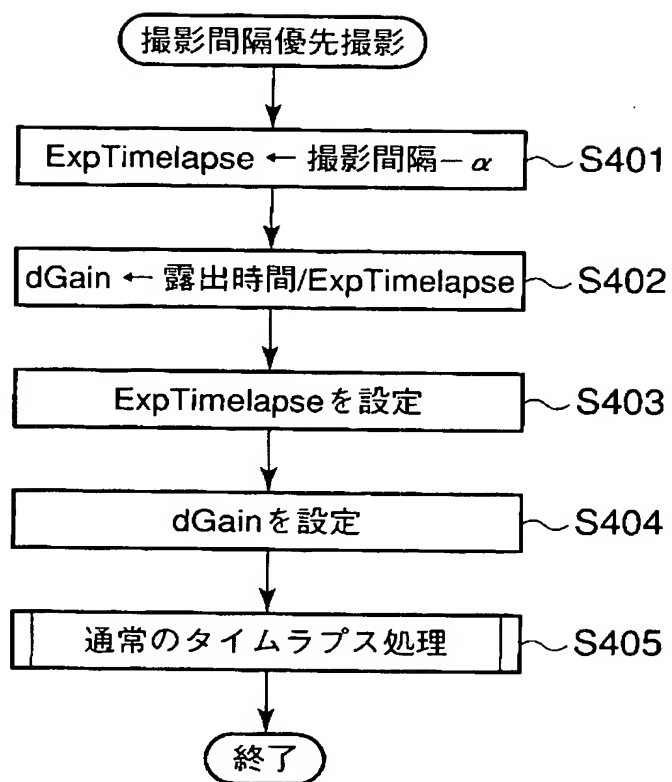 撮影間隔優先撮影
ExpTimelapse ← 撮影間隔－α S401
dGain ← 露出時間/ExpTimelapse S402
ExpTimelapseを設定 S403
dGainを設定 S404
通常のタイムラプス処理 S405
終了